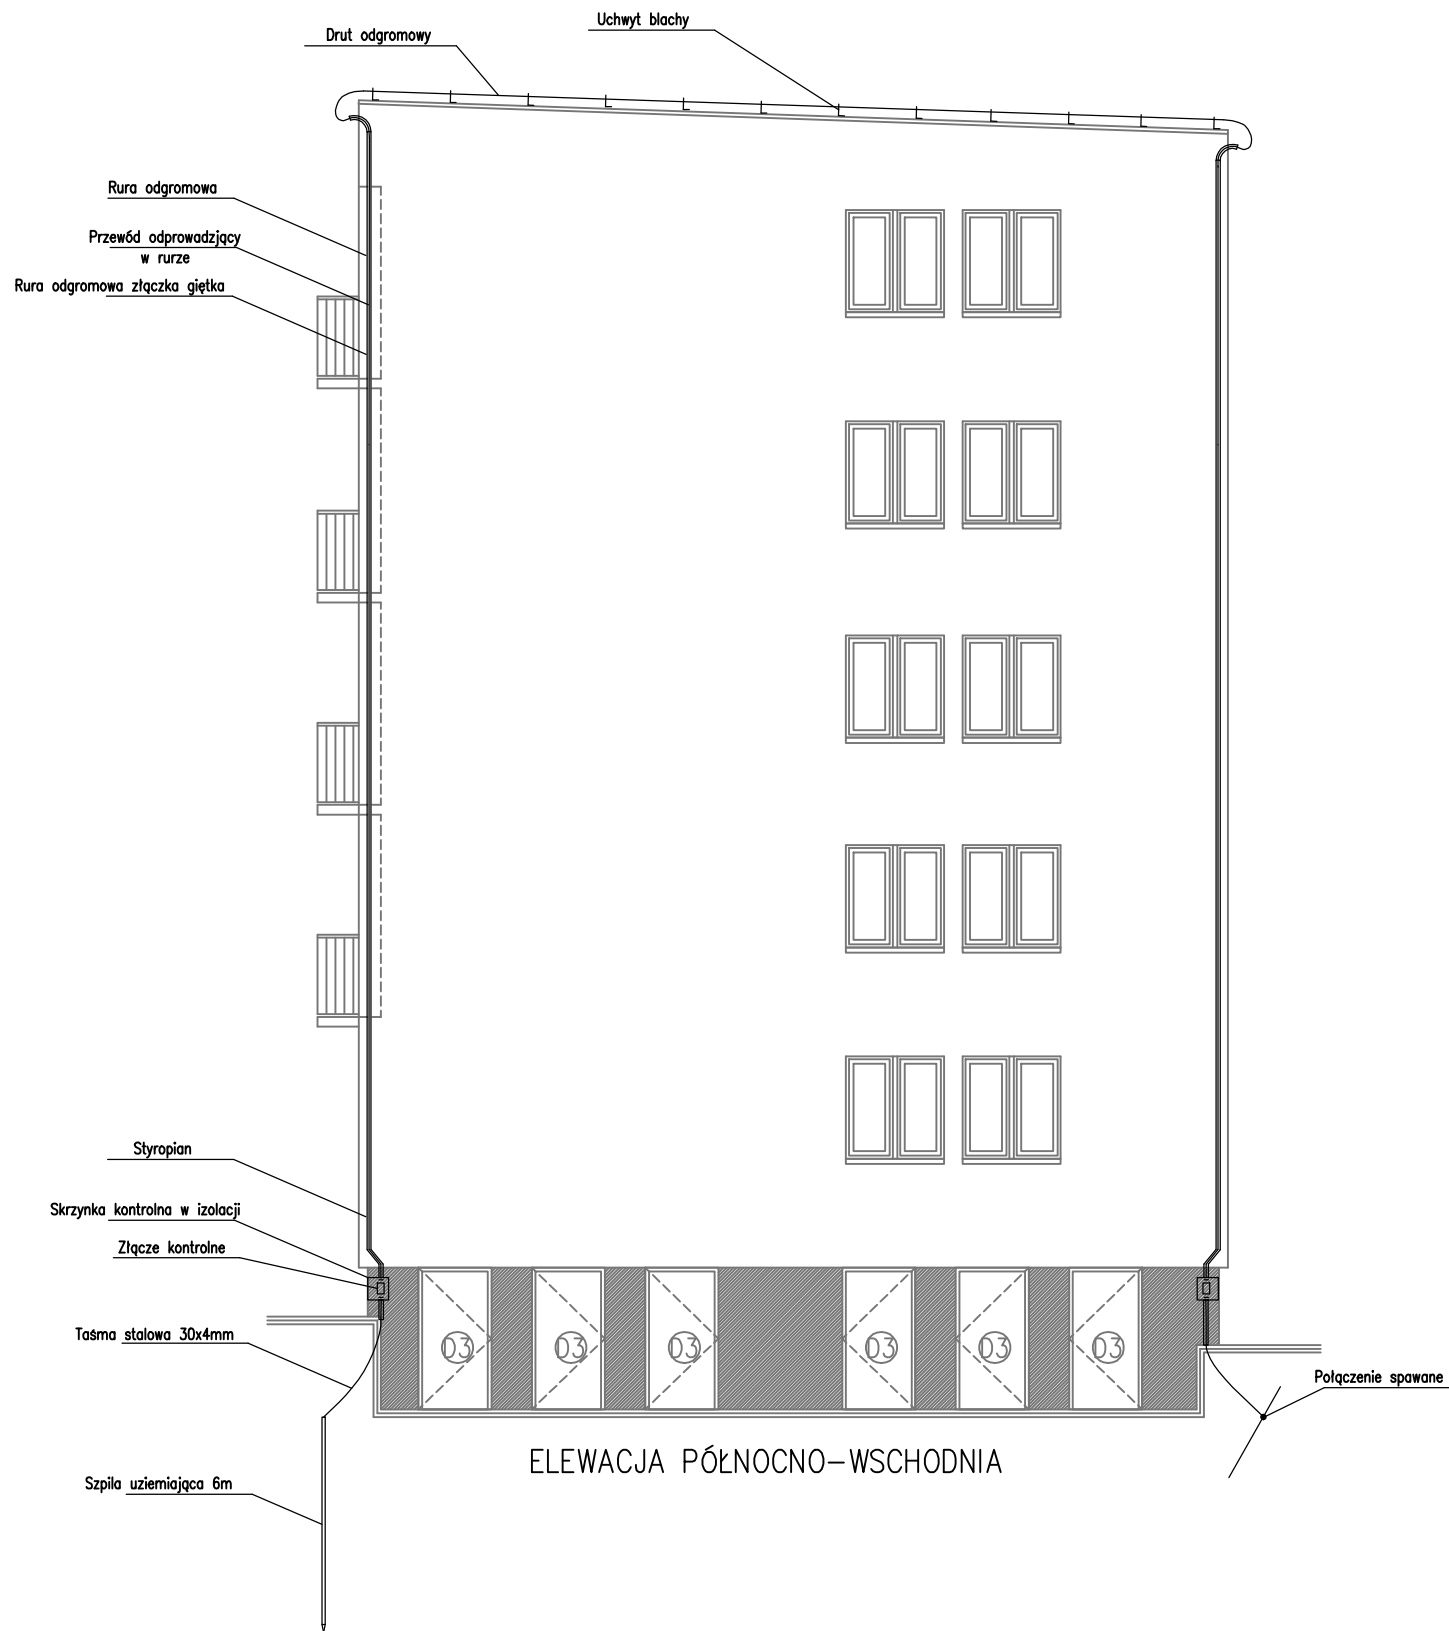 Uchwyt blachy
Drut odgromowy
Rura odgromowa
Przewód odprowadzjący
w rurze
Rura odgromowa złączka giętka
Styropian
Skrzynka kontrolna w izolacji
Złącze kontrolne
Taśma stalowa 30x4mm
D3 D3 D3 D3 D3 D3
Połączenie spawane
ELEWACJA PÓŁNOCNO-WSCHODNIA
Szpila uziemiająca 6m